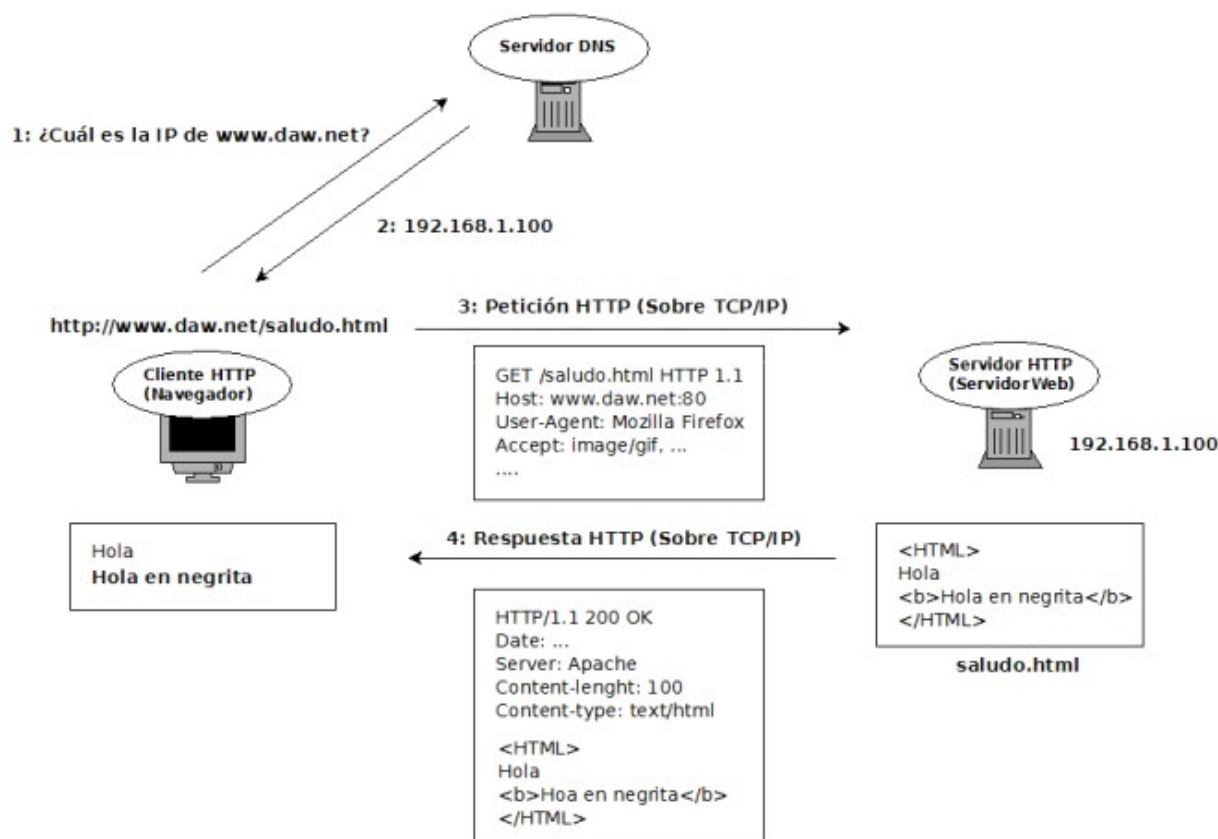 Servidor DNS
1: ¿Cuál es la IP de www.daw.net?
2: 192.168.1.100
http://www.daw.net/saludo.html
3: Petición HTTP (Sobre TCP/IP)
Cliente HTTP
(Navegador)
GET /saludo.html HTTP 1.1
Host: www.daw.net:80
User-Agent: Mozilla Firefox
Accept: image/gif, ...
....
Servidor HTTP
(ServidorWeb)
192.168.1.100
Hola
Hola en negrita
4: Respuesta HTTP (Sobre TCP/IP)
HTTP/1.1 200 OK
Date: ...
Server: Apache
Content-lenght: 100
Content-type: text/html
<HTML>
Hola
<b>Hoa en negrita</b>
</HTML>
<HTML>
Hola
<b>Hola en negrita</b>
</HTML>
saludo.html